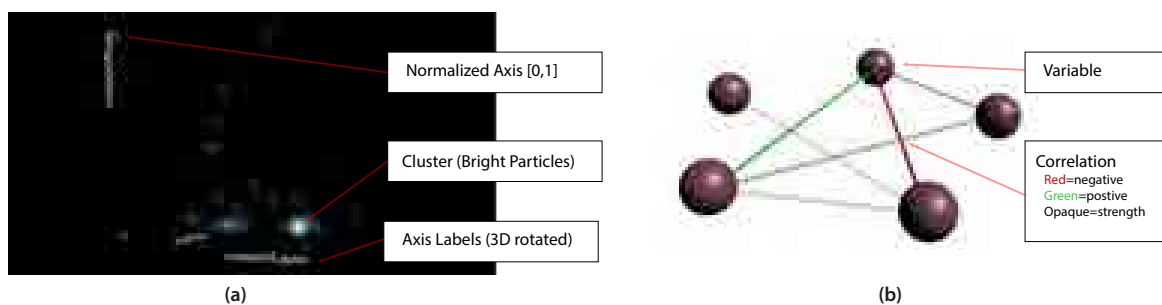 Normalized Axis [0,1]
Cluster (Bright Particles)
Axis Labels (3D rotated)
(a)
Variable
Correlation
Red=negative
Green=postive
Opaque=strength
(b)